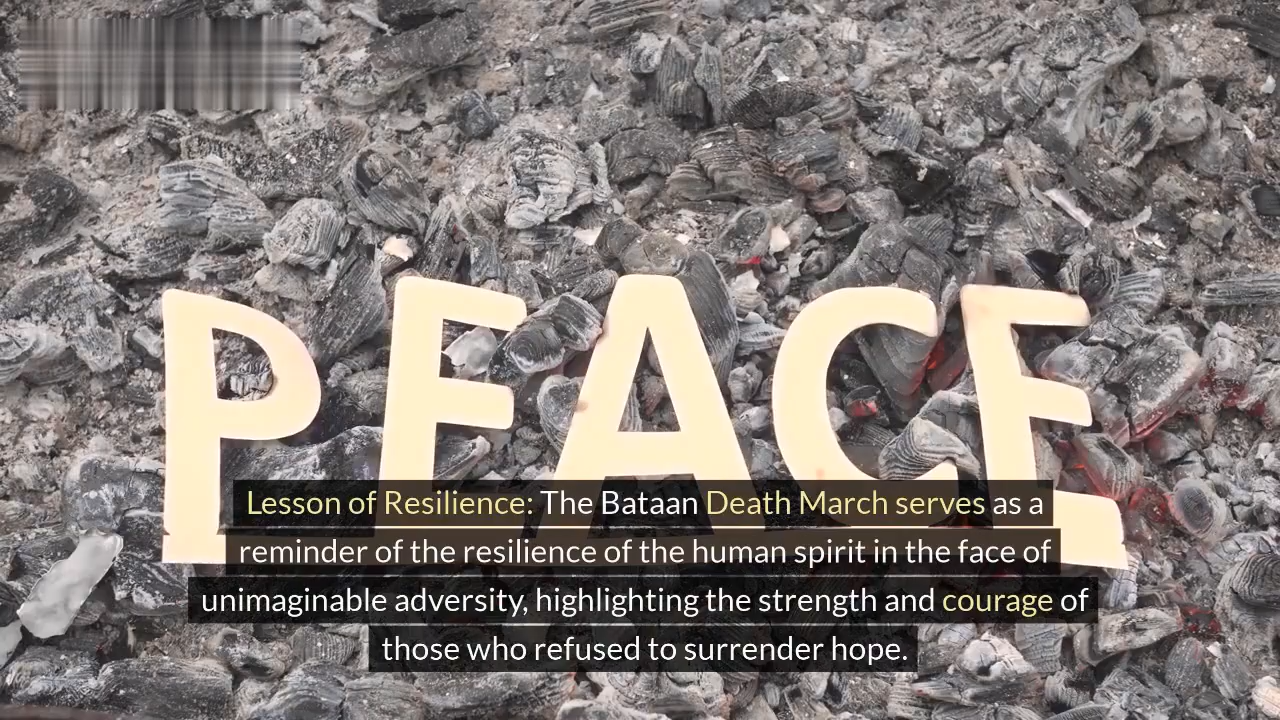 PEACE
Lesson of Resilience: The Bataan Death March serves as a
reminder of the resilience of the human spirit in the face of
unimaginable adversity, highlighting the strength and courage of
those who refused to surrender hope.